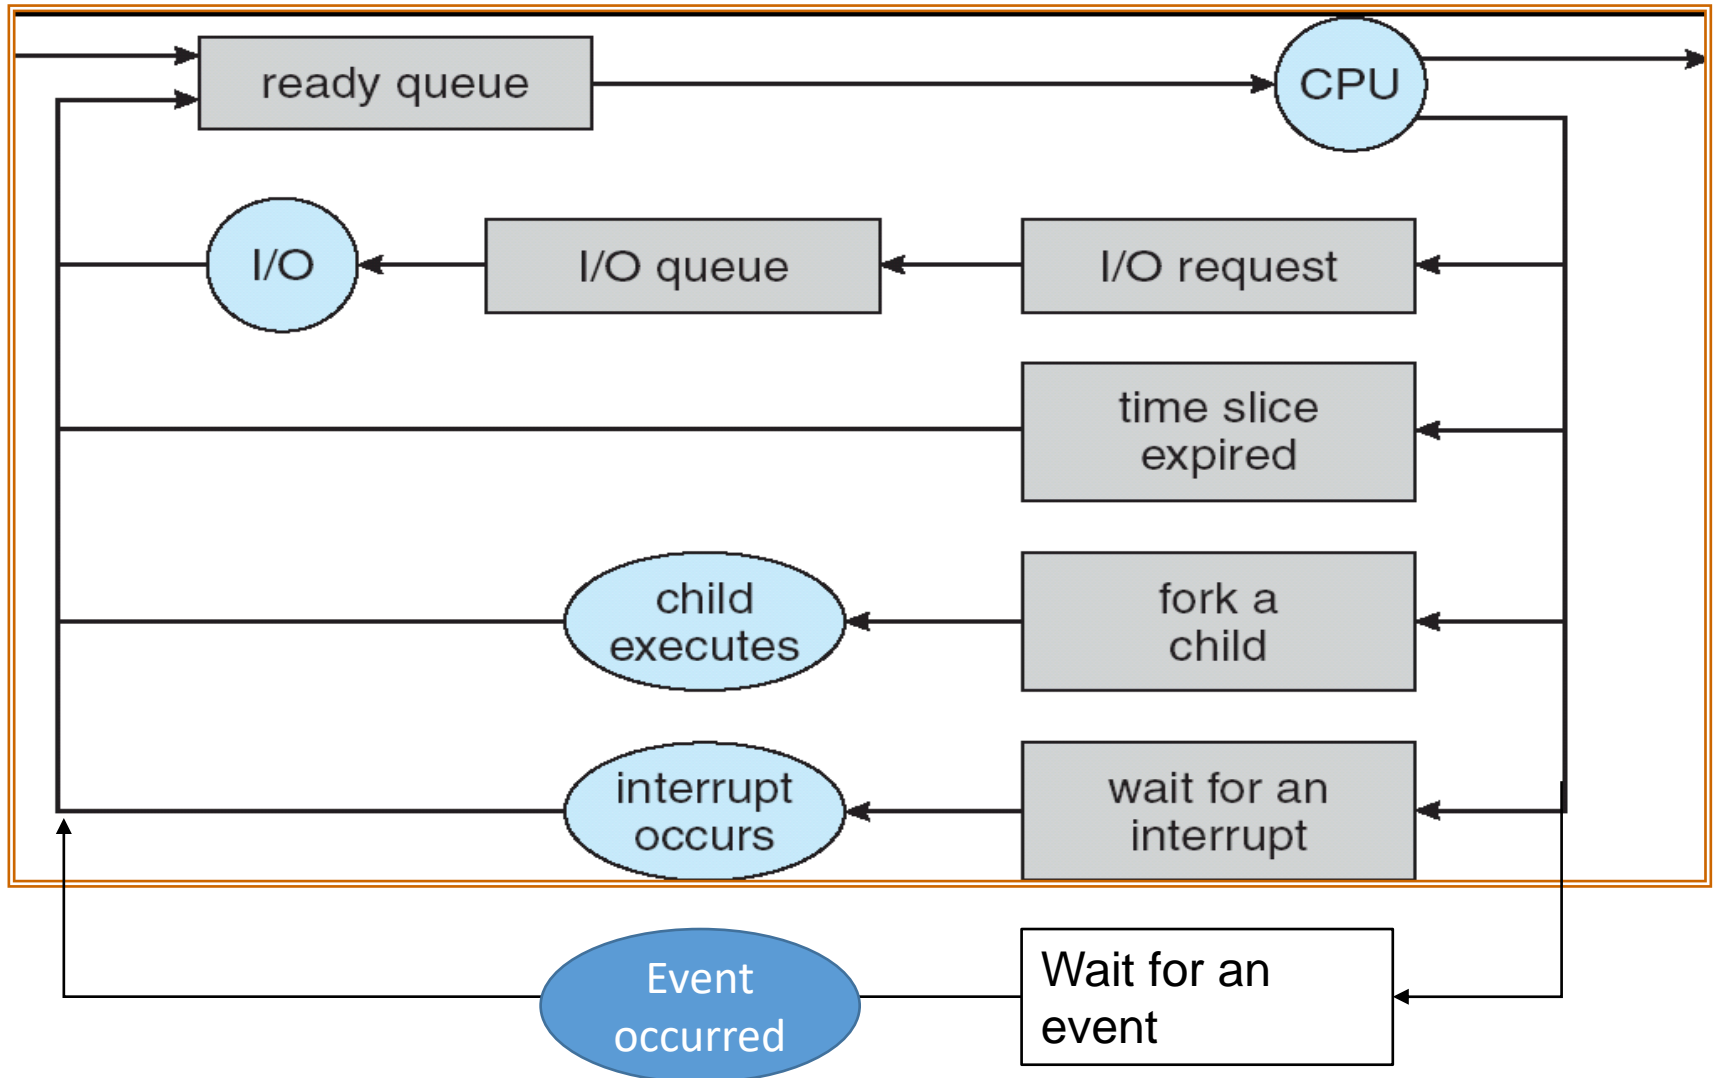 ready queue
CPU
I/O
I/O queue
I/O request
time slice
expired
child
executes
fork a
child
interrupt
occurs
wait for an
interrupt
Event
occurred
Wait for an
event